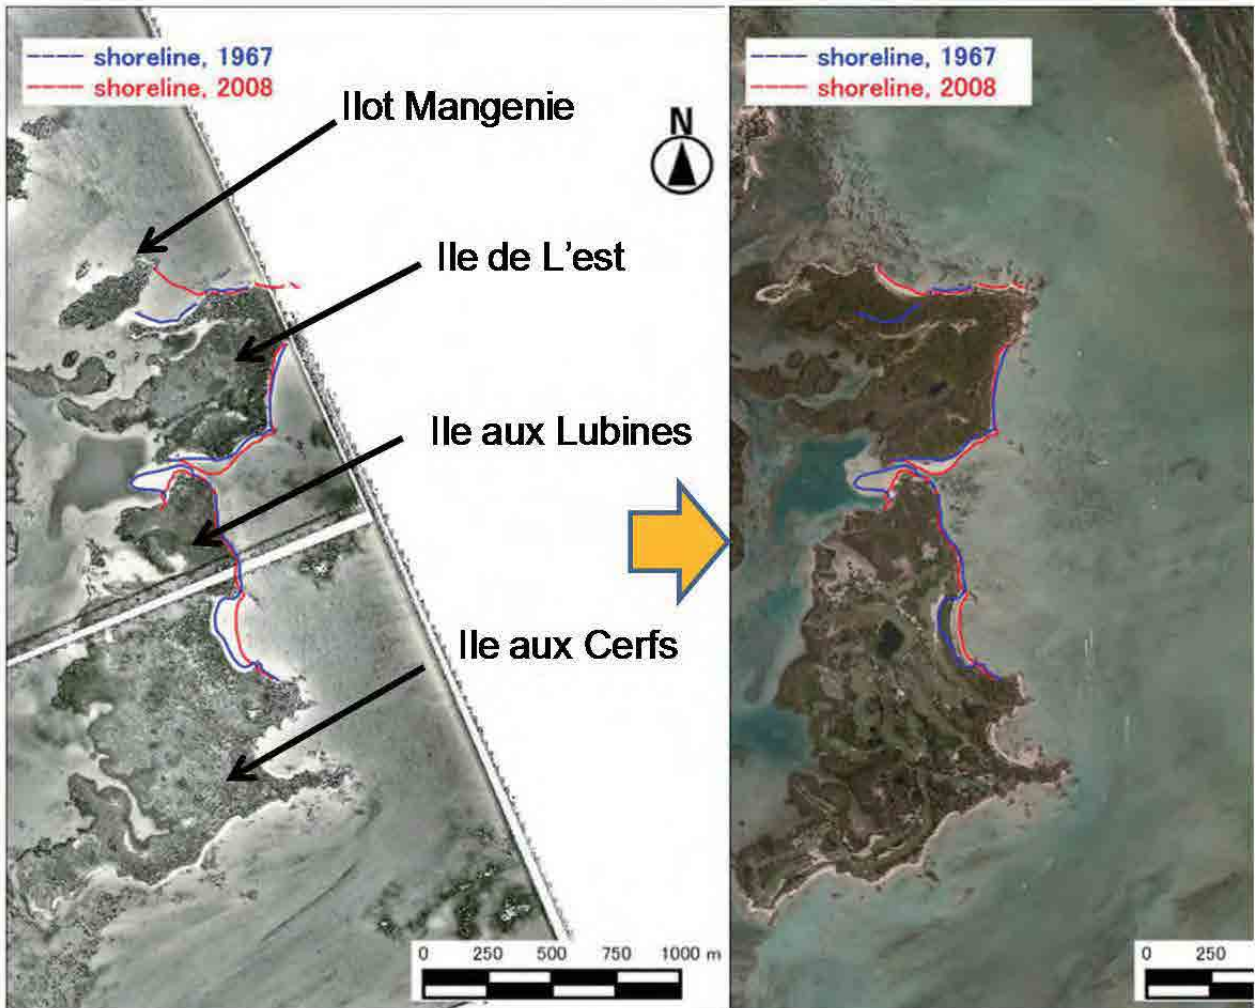 shoreline, 1967
shoreline, 2008
Ilot Mangenie
N
Ile de L'est
Ile aux Lubines
Ile aux Cerfs
0 250 500 750 1000 m
shoreline, 1967
shoreline, 2008
0 250